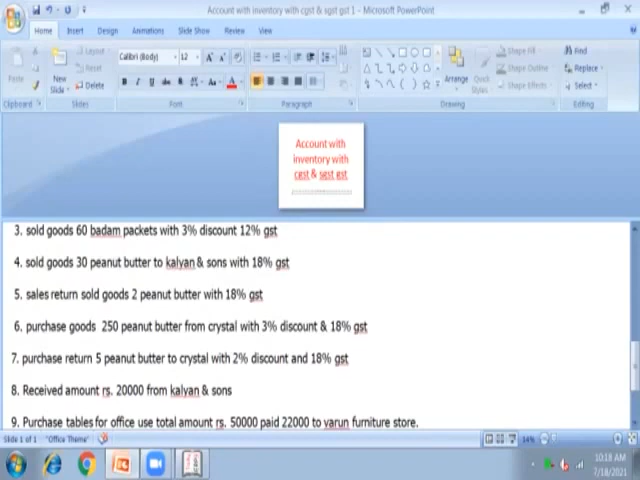 Account with inventory with cgst & sgst gst 1 - Microsoft PowerPoint
Home Insert Design Animations Slide Show Review View
Paste
New Slide
Layout
Reset
Delete
Calibri (Body) 12
Arrange
Quick Styles
Shape Fill
Shape Outline
Shape Effects
Find
Replace
Select
Clipboard Slides Font Paragraph Drawing Editing
Account with
inventory with
cgst & sgst gst
3. sold goods 60 badam packets with 3% discount 12% gst
4. sold goods 30 peanut butter to kalyan & sons with 18% gst
5. sales return sold goods 2 peanut butter with 18% gst
6. purchase goods 250 peanut butter from crystal with 3% discount & 18% gst
7. purchase return 5 peanut butter to crystal with 2% discount and 18% gst
8. Received amount rs. 20000 from kalyan & sons
9. Purchase tables for office use total amount rs. 50000 paid 22000 to varun furniture store.
Slide 1 of 1 "Office Theme" 14%
10:18 AM
7/18/2021